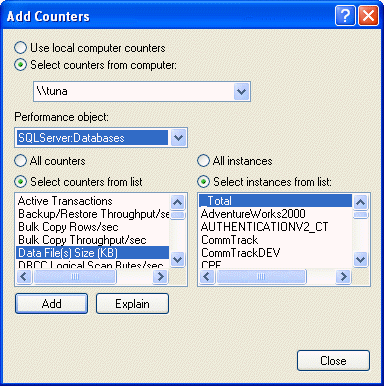 Add Counters
Use local computer counters
Select counters from computer:
\\tuna
Performance object:
SQLServer:Databases
All counters
All instances
Select counters from list
Select instances from list:
Active Transactions
Backup/Restore Throughput/se
Bulk Copy Rows/sec
Bulk Copy Throughput/sec
Data File(s) Size (KB)
DBCC Logical Scan Bytes/sec
_Total
AdventureWorks2000
AUTHENTICATIONV2_CT
CommTrack
CommTrackDEV
CPF
Add
Explain
Close